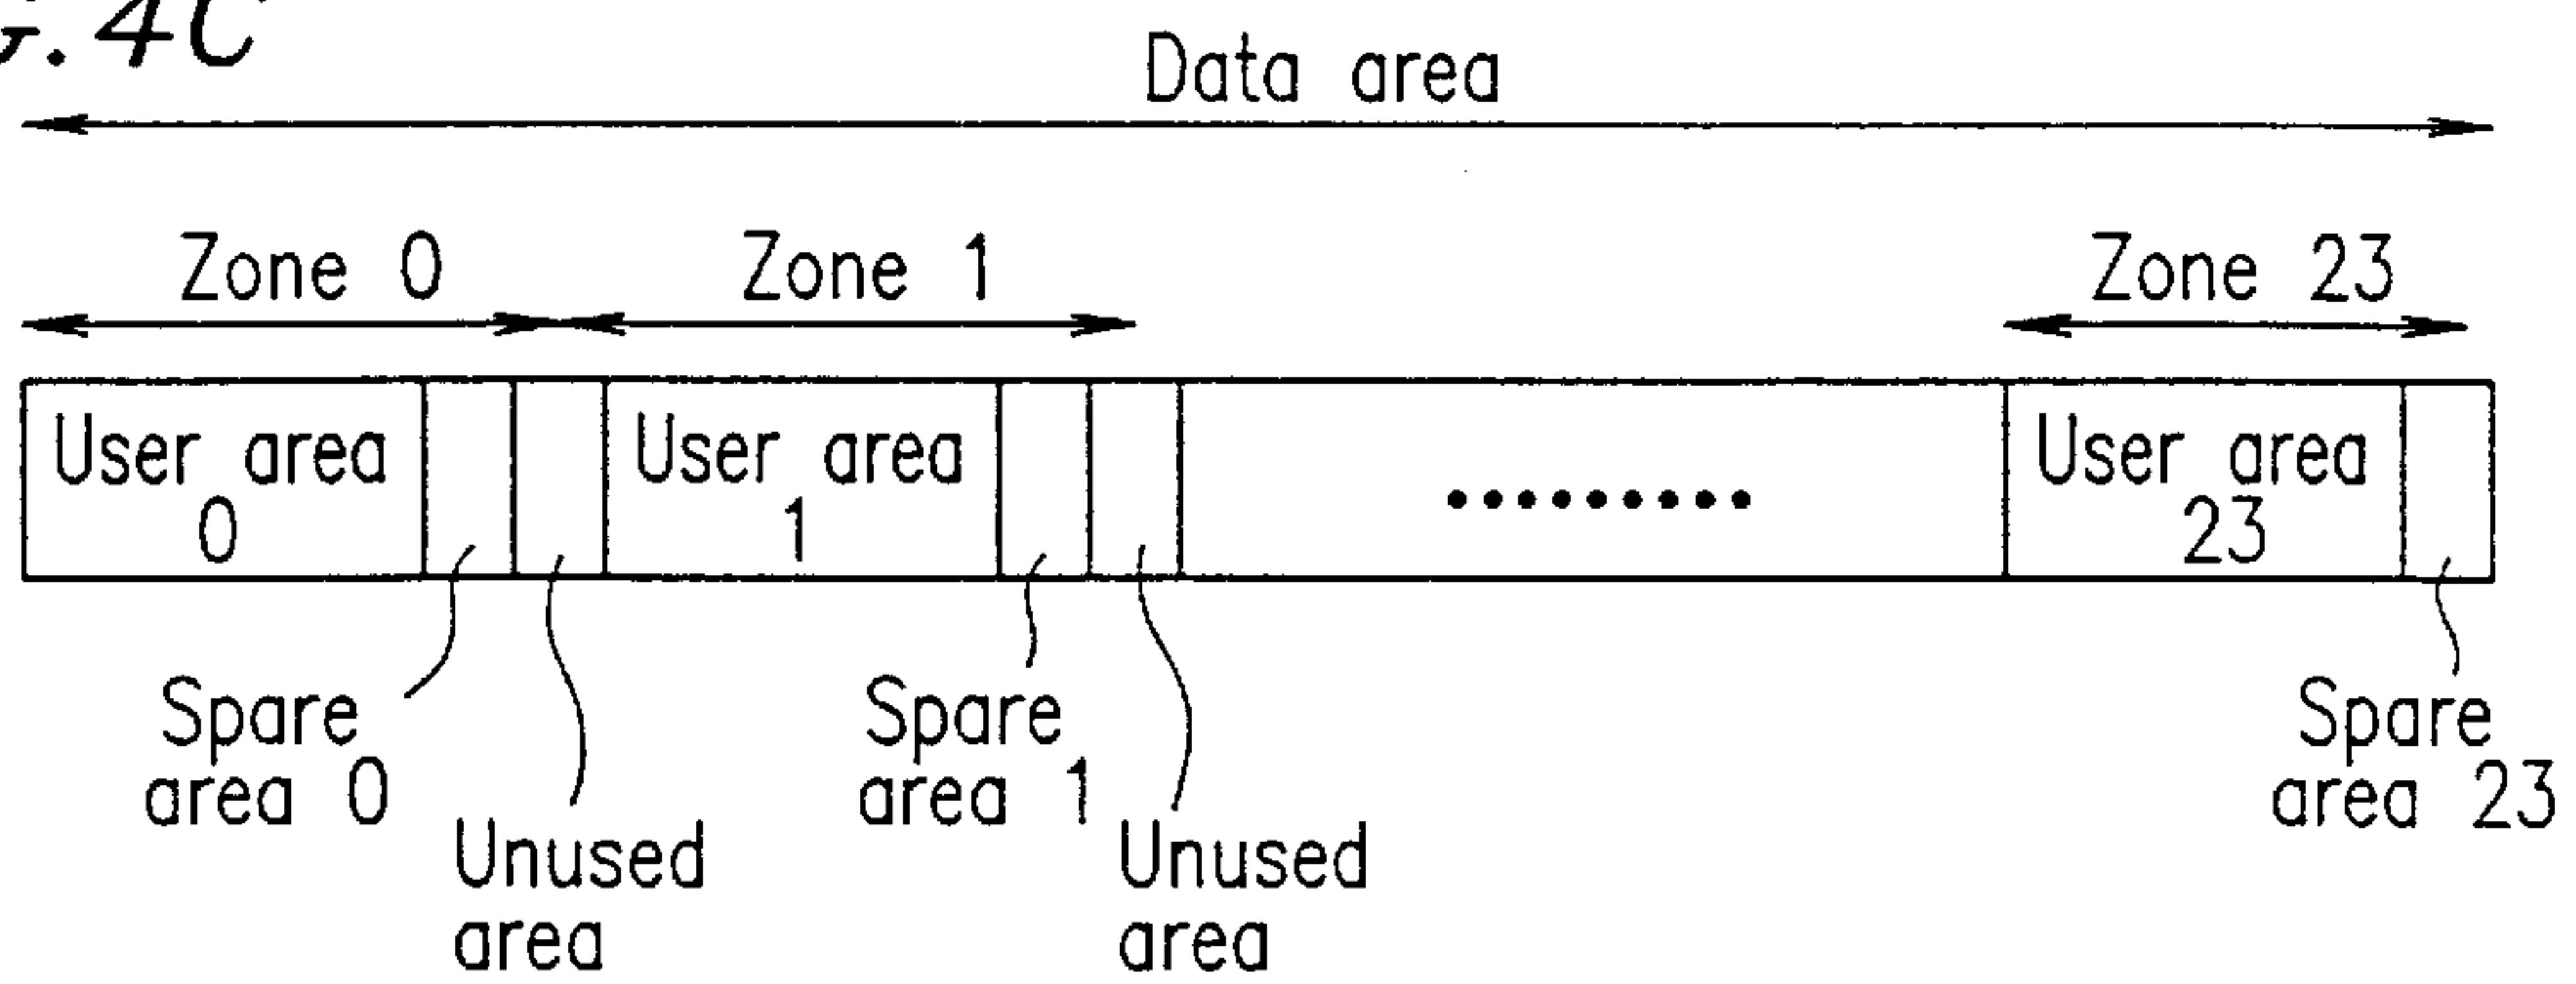 G. 4C
Data area
Zone 0
Zone 1
Zone 23
User area
0
User area
1
.........
User area
23
Spare
area 0
Unused
area
Spare
area 1
Unused
area
Spare
area 23